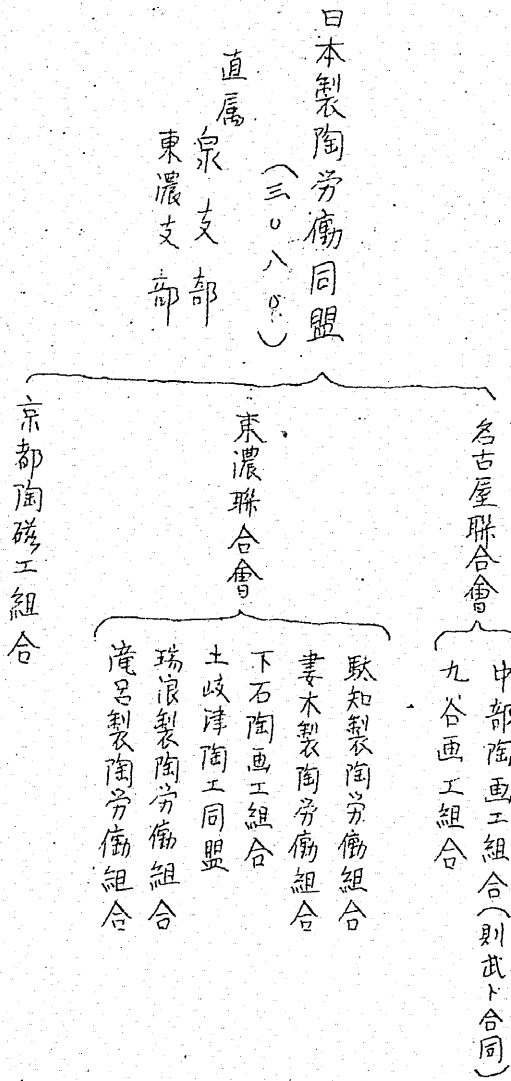 日本製陶労働同盟
(三〇八〇)
直属
泉支部
東濃支部
名古屋聯合會
中部陶画工組合(則武ト合同)
九谷画工組合
東濃聯合會
駄知製陶労働組合
妻木製陶労働組合
下石陶画工組合
土岐津陶工同盟
瑞浪製陶労働組合
滝呂製陶労働組合
京都陶磁工組合